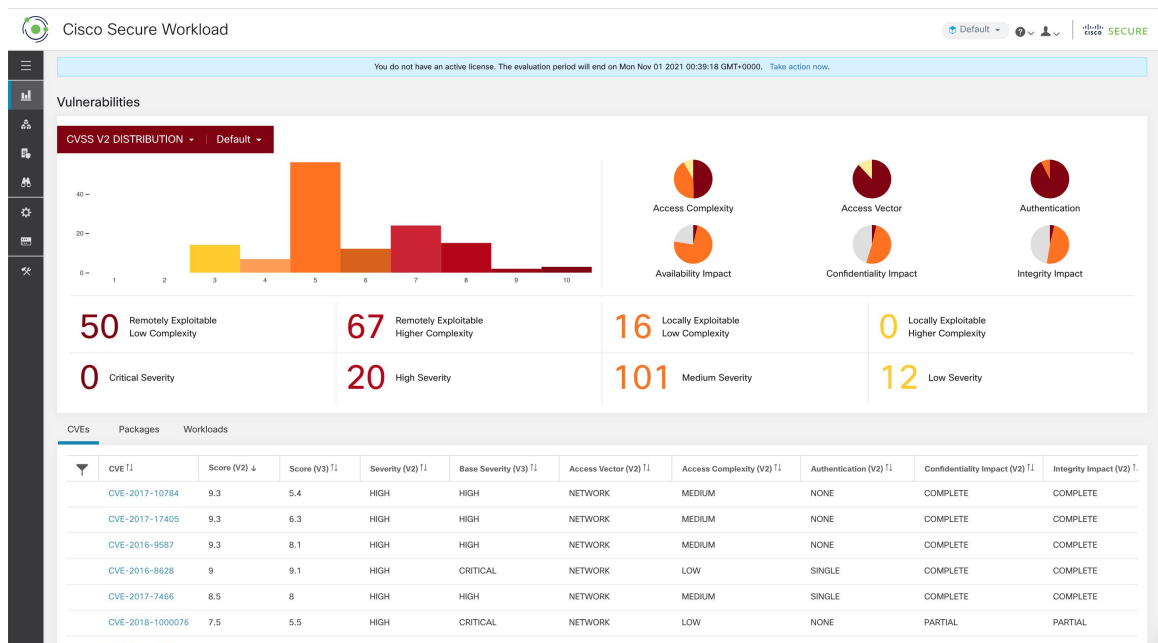 Cisco Secure Workload
Default
cisco SECURE
You do not have an active license. The evaluation period will end on Mon Nov 01 2021 00:39:18 GMT+0000. Take action now.
Vulnerabilities
CVSS V2 DISTRIBUTION Default
40
20
0
1 2 3 4 5 6 7 8 9 10
Access Complexity Access Vector Authentication
Availability Impact Confidentiality Impact Integrity Impact
50 Remotely Exploitable Low Complexity
67 Remotely Exploitable Higher Complexity
16 Locally Exploitable Low Complexity
0 Locally Exploitable Higher Complexity
0 Critical Severity
20 High Severity
101 Medium Severity
12 Low Severity
CVEs Packages Workloads
CVE Score (V2) Score (V3) Severity (V2) Base Severity (V3) Access Vector (V2) Access Complexity (V2) Authentication (V2) Confidentiality Impact (V2) Integrity Impact (V2)
CVE-2017-10784 9.3 5.4 HIGH HIGH NETWORK MEDIUM NONE COMPLETE COMPLETE
CVE-2017-17405 9.3 6.3 HIGH HIGH NETWORK MEDIUM NONE COMPLETE COMPLETE
CVE-2016-9587 9.3 8.1 HIGH HIGH NETWORK MEDIUM NONE COMPLETE COMPLETE
CVE-2016-8628 9 9.1 HIGH CRITICAL NETWORK LOW SINGLE COMPLETE COMPLETE
CVE-2017-7466 8.5 8 HIGH HIGH NETWORK MEDIUM SINGLE COMPLETE COMPLETE
CVE-2018-1000076 7.5 5.5 HIGH CRITICAL NETWORK LOW NONE PARTIAL PARTIAL